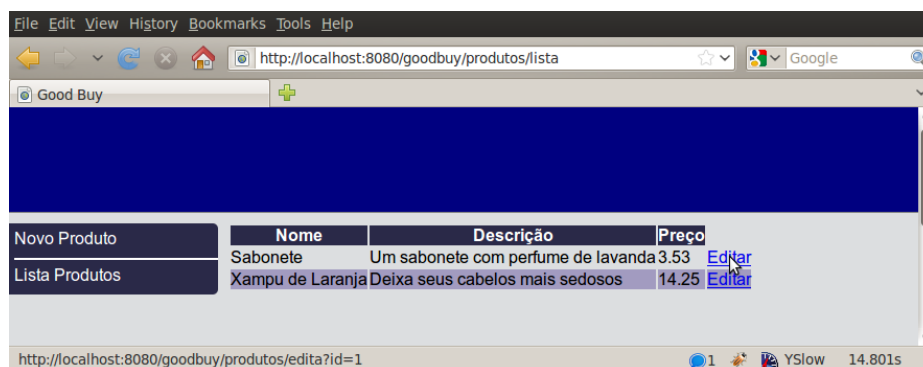 File Edit View History Bookmarks Tools Help
http://localhost:8080/goodbuy/produtos/lista Google
Good Buy
Novo Produto
Lista Produtos
Nome Descrição Preço
Sabonete Um sabonete com perfume de lavanda 3.53 Editar
Xampu de Laranja Deixa seus cabelos mais sedosos 14.25 Editar
http://localhost:8080/goodbuy/produtos/edita?id=1 1 YSlow 14.801s